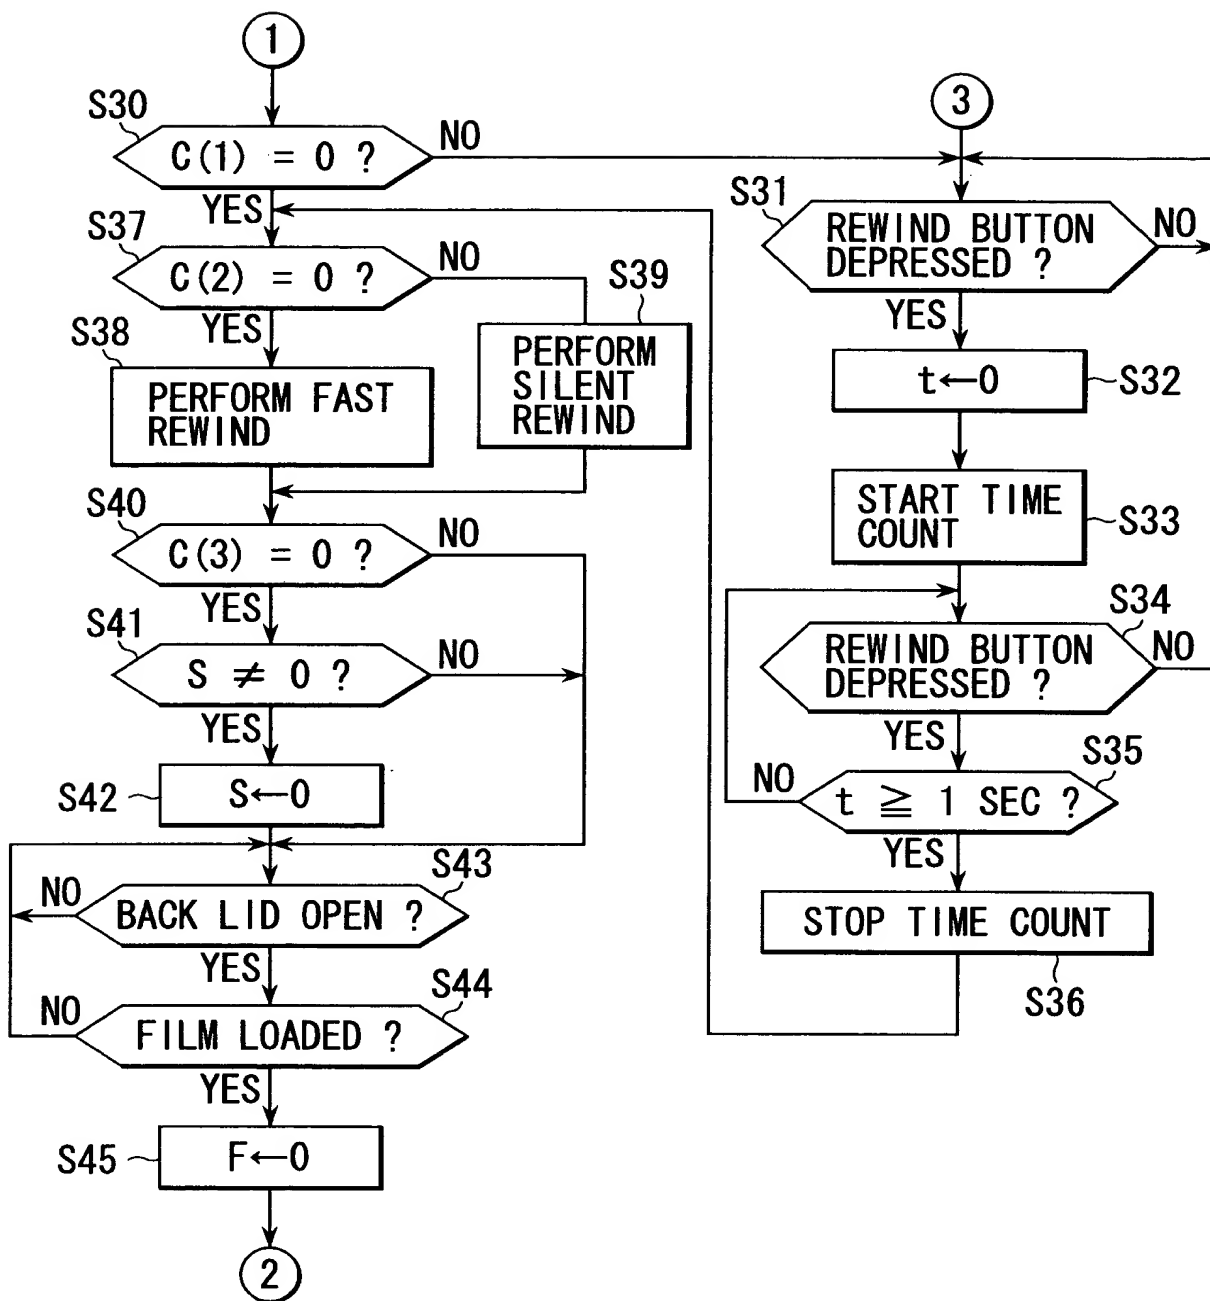 1
S30
C(1) = 0 ?
NO
YES
S37
C(2) = 0 ?
NO
YES
S38
PERFORM FAST
REWIND
S39
PERFORM
SILENT
REWIND
S40
C(3) = 0 ?
NO
YES
S41
S ≠ 0 ?
NO
YES
S42
S←0
S43
NO
BACK LID OPEN ?
YES
S44
NO
FILM LOADED ?
YES
S45
F←0
2
3
S31
REWIND BUTTON
DEPRESSED ?
NO
YES
t←0
S32
START TIME
COUNT
S33
S34
REWIND BUTTON
DEPRESSED ?
NO
YES
S35
NO
t ≧ 1 SEC ?
YES
STOP TIME COUNT
S36